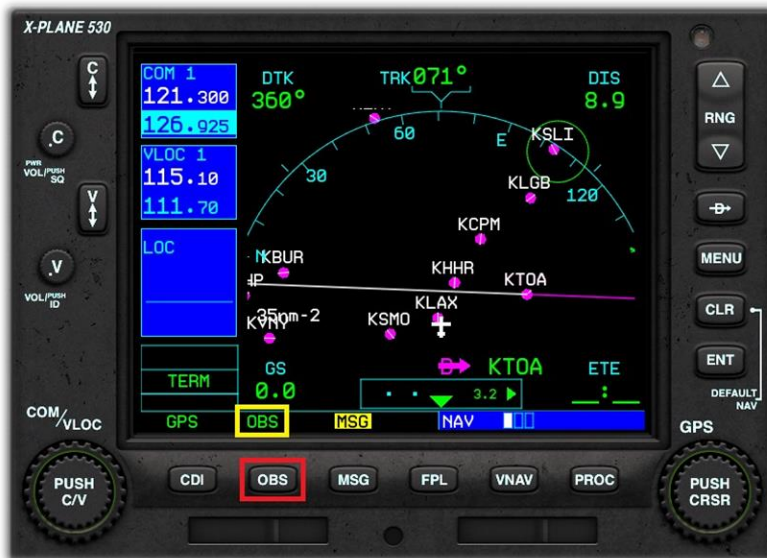 X-PLANE 530
C
.C
PWR
VOL/PUSH
SQ
V
.V
VOL/PUSH
ID
COM/VLOC
PUSH
C/V
COM 1
121.300
126.925
VLOC 1
115.10
111.70
LOC
TERM
GPS
OBS
MSG
NAV
DTK
360°
TRK 071°
DIS
8.9
60
E
30
120
N
KSLI
KLGB
KCPM
KBUR
KHHR
KTOA
KLAX
35nm-2
KVNY
KSMO
GS
0.0
D
KTOA
ETE
__:__
3.2
RNG
D
MENU
CLR
ENT
DEFAULT
NAV
GPS
PUSH
CRSR
CDI
OBS
MSG
FPL
VNAV
PROC